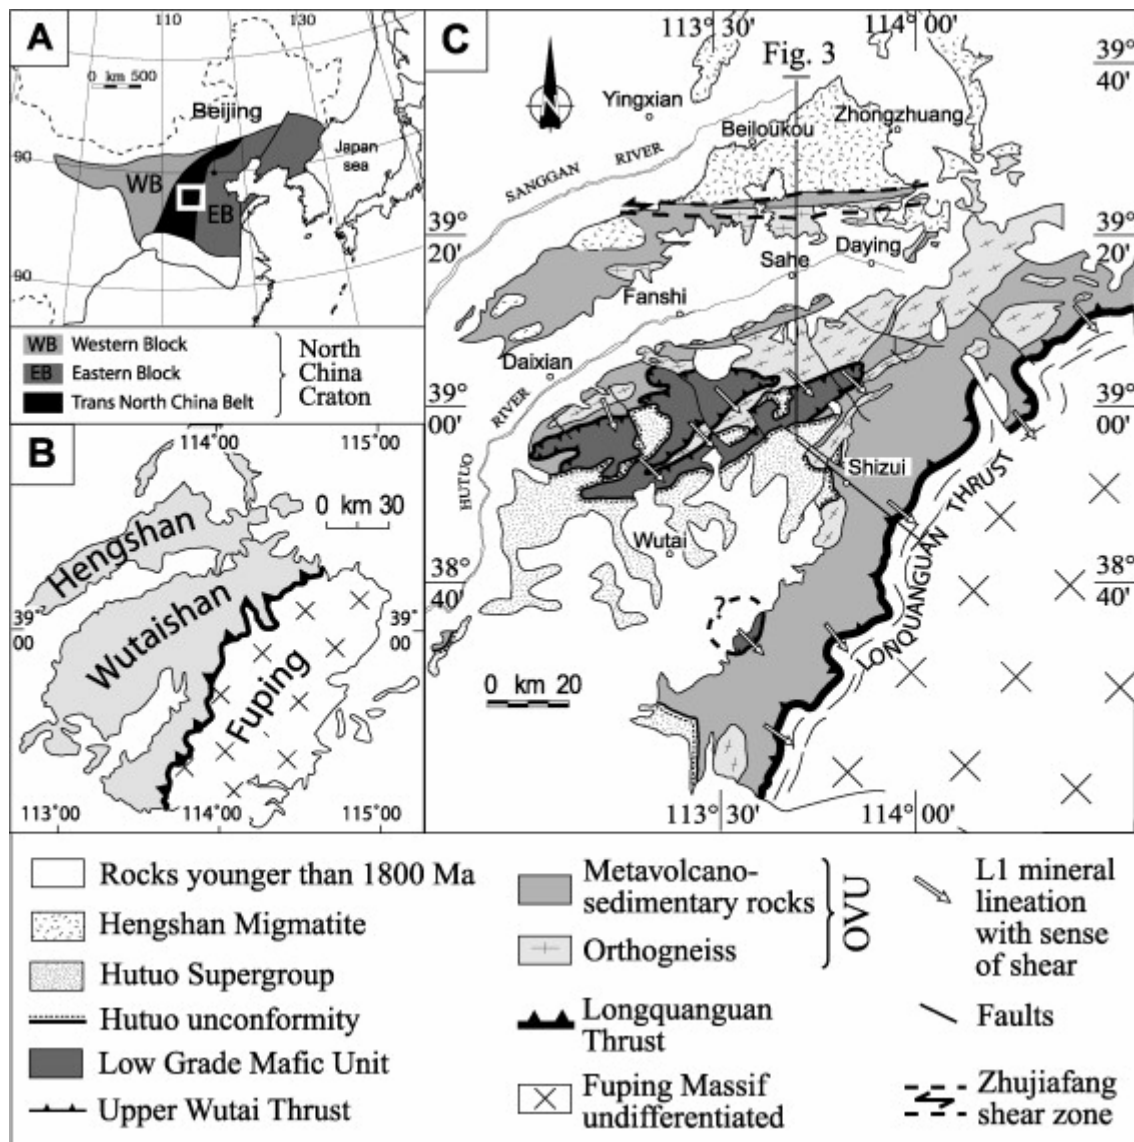 A
110
130
0 km 500
Beijing
Japan
sea
90
90
WB
EB
90
90
110
120
130
WB Western Block
EB Eastern Block
Trans North China Belt
North
China
Craton
B
114°00
115°00
0 km 30
Hengshan
Wutaishan
Fuping
39°
00
39°
00
113°00
114°00
115°00
C
113°30'
114°00
Fig. 3
39°
40'
Yingxian
Beiloukou
Zhongzhuang
SANGGAN RIVER
39°
20'
39°
20'
Daying
Sahe
Fanshi
Daixian
HUTUO RIVER
39°
00'
39°
00'
Shizui
Wutai
LONQUANGUAN THRUST
38°
40'
38°
40'
?
0 km 20
113°30'
114°00'
Rocks younger than 1800 Ma
Hengshan Migmatite
Hutuo Supergroup
Hutuo unconformity
Low Grade Mafic Unit
Upper Wutai Thrust
Metavolcano-
sedimentary rocks
Orthogneiss
OVU
Longquanguan
Thrust
Fuping Massif
undifferentiated
L1 mineral
lineation
with sense
of shear
Faults
Zhujiafang
shear zone